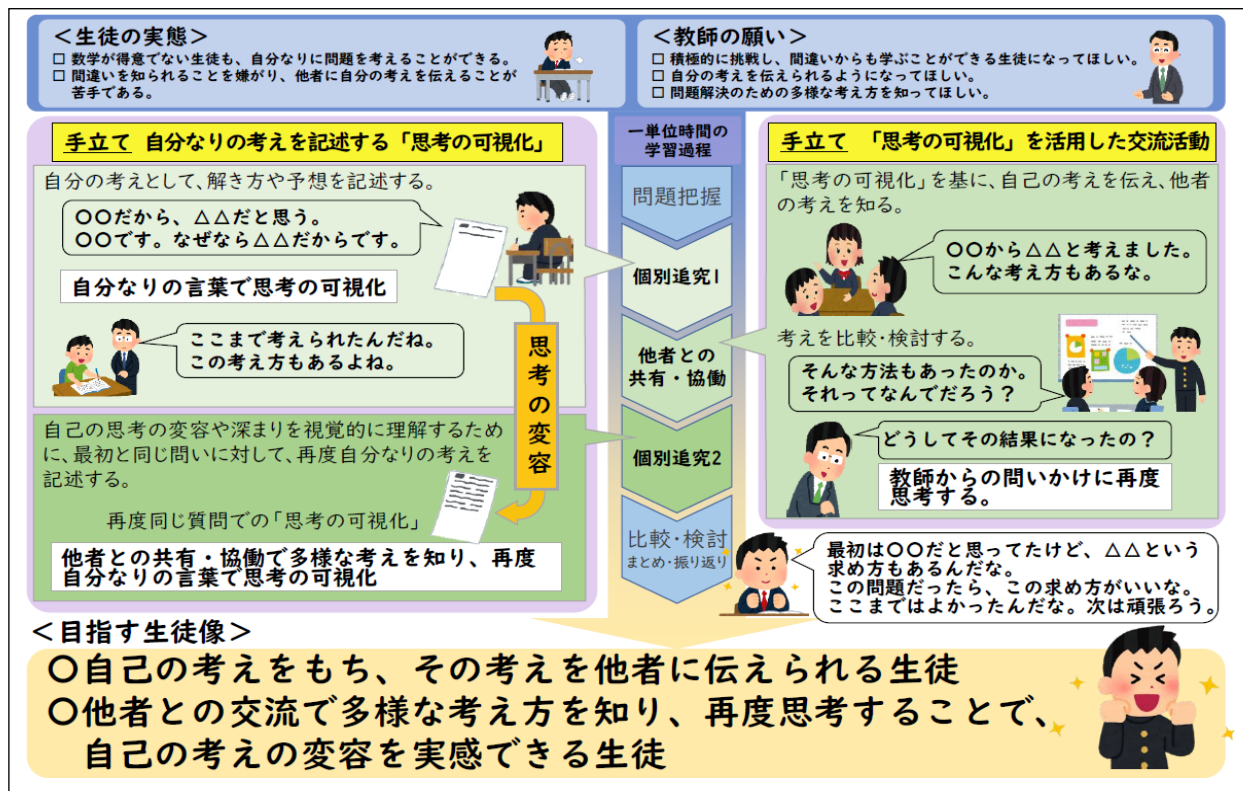 ＜生徒の実態＞
□ 数学が得意でない生徒も、自分なりに問題を考えることができる。
□ 間違いを知られることを嫌がり、他者に自分の考えを伝えることが
苦手である。
＜教師の願い＞
□ 積極的に挑戦し、間違いからも学ぶことができる生徒になってほしい。
□ 自分の考えを伝えられるようになってほしい。
□ 問題解決のための多様な考え方を知ってほしい。
手立て 自分なりの考えを記述する「思考の可視化」
自分の考えとして、解き方や予想を記述する。
〇〇だから、△△だと思う。
〇〇です。なぜなら△△だからです。
自分なりの言葉で思考の可視化
ここまで考えられたんだね。
この考え方もあるよね。
思考の変容
自己の思考の変容や深まりを視覚的に理解するため
に、最初と同じ問いに対して、再度自分なりの考えを
記述する。
再度同じ質問での「思考の可視化」
他者との共有・協働で多様な考えを知り、再度
自分なりの言葉で思考の可視化
一単位時間の
学習過程
問題把握
個別追究1
他者との
共有・協働
個別追究2
比較・検討
まとめ・振り返り
手立て 「思考の可視化」を活用した交流活動
「思考の可視化」を基に、自己の考えを伝え、他者
の考えを知る。
〇〇から△△と考えました。
こんな考え方もあるな。
考えを比較・検討する。
そんな方法もあったのか。
それってなんでだろう？
どうしてその結果になったの？
教師からの問いかけに再度
思考する。
最初は〇〇だと思ってたけど、△△という
求め方もあるんだな。
この問題だったら、この求め方がいいな。
ここまではよかったんだな。次は頑張ろう。
＜目指す生徒像＞
〇自己の考えをもち、その考えを他者に伝えられる生徒
〇他者との交流で多様な考え方を知り、再度思考することで、
自己の考えの変容を実感できる生徒